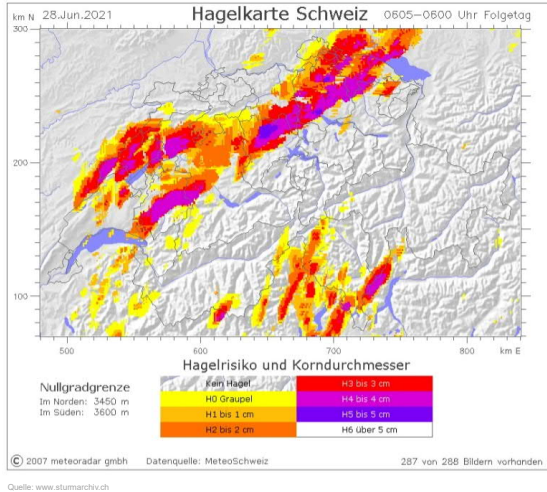 km N 28.Jun.2021 Hagelkarte Schweiz 0605-0600 Uhr Folgetag
300
200
100
500 600 700 800 km E
Hagelrisiko und Korndurchmesser
Nullgradgrenze
Im Norden: 3450 m
Im Süden: 3600 m
Kein Hagel H3 bis 3 cm
H0 Graupel H4 bis 4 cm
H1 bis 1 cm H5 bis 5 cm
H2 bis 2 cm H6 über 5 cm
© 2007 meteoradar gmbh Datenquelle: MeteoSchweiz 287 von 288 Bildern vorhanden
Quelle: www.sturmarchiv.ch